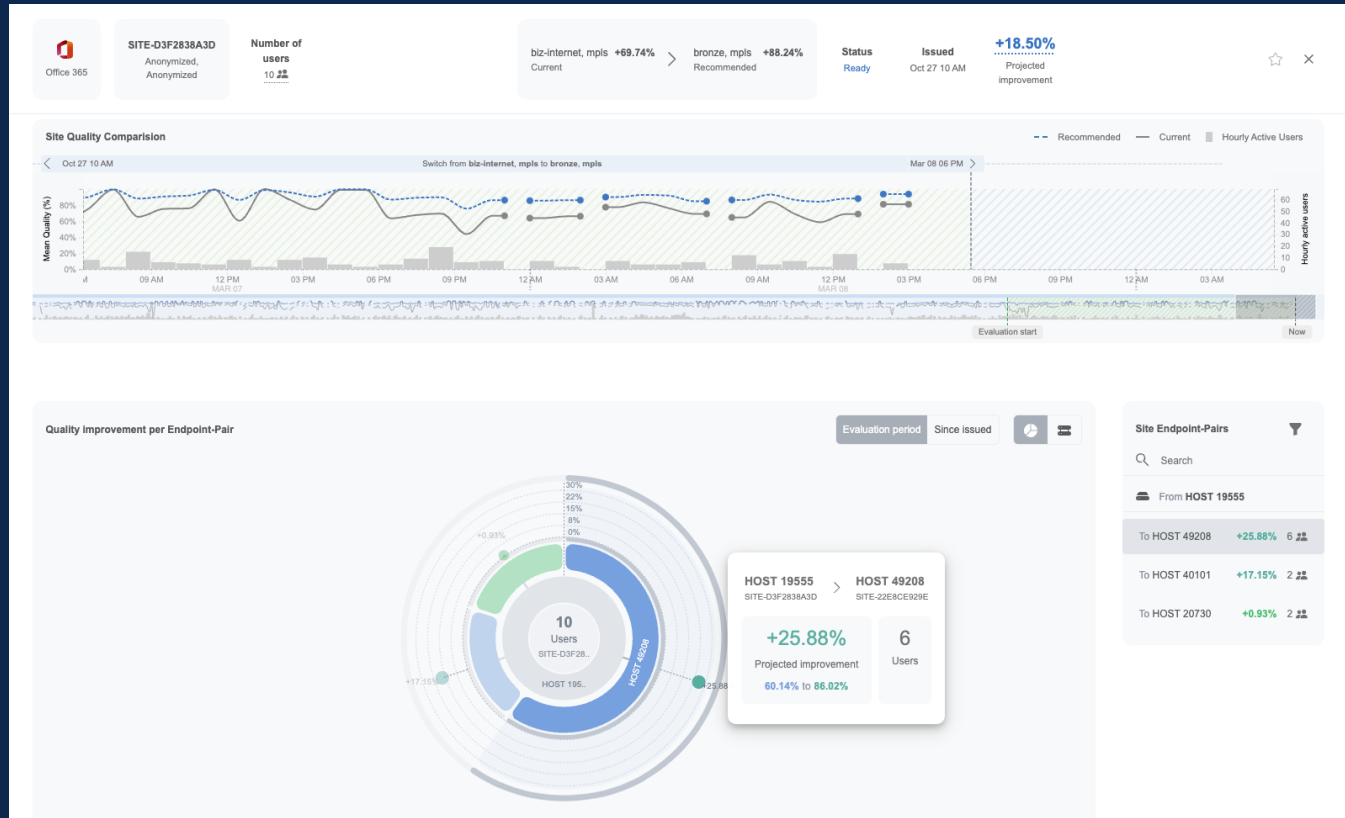 Office 365
SITE-D3F2838A3D
Anonymized,
Anonymized
Number of
users
10
biz-internet, mpls +69.74%
Current
bronze, mpls +88.24%
Recommended
Status
Ready
Issued
Oct 27 10 AM
+18.50%
Projected
improvement
Site Quality Comparision
Recommended
Current
Hourly Active Users
Oct 27 10 AM
Switch from biz-internet, mpls to bronze, mpls
Mar 08 06 PM
Mean Quality (%)
80%
60%
40%
20%
0%
60
50
40
30
20
10
0
Hourly active users
M 09 AM 12 PM 03 PM 06 PM 09 PM 12 AM 03 AM 06 AM 09 AM 12 PM 03 PM 06 PM 09 PM 12 AM 03 AM
MAR 07 MAR 08
Evaluation start
Now
Quality improvement per Endpoint-Pair
Evaluation period
Since issued
30%
22%
15%
8%
0%
+0.93%
+17.15%
+25.88
10
Users
SITE-D3F28..
HOST 195..
HOST 49208
HOST 19555 > HOST 49208
SITE-D3F2838A3D SITE-22E8CE929E
+25.88%
Projected improvement
60.14% to 86.02%
6
Users
Site Endpoint-Pairs
Search
From HOST 19555
To HOST 49208 +25.88% 6
To HOST 40101 +17.15% 2
To HOST 20730 +0.93% 2